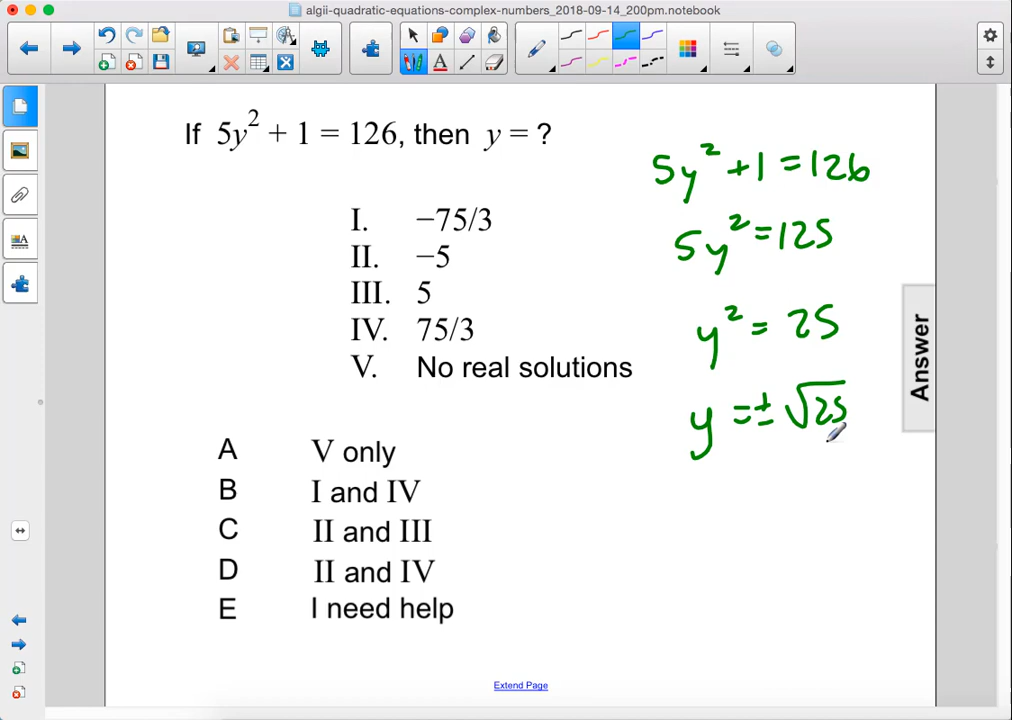 algii-quadratic-equations-complex-numbers_2018-09-14_200pm.notebook
If 5y² + 1 = 126, then y = ?
I. −75/3
II. −5
III. 5
IV. 75/3
V. No real solutions
A V only
B I and IV
C II and III
D II and IV
E I need help
5y² + 1 = 126
5y² = 125
y² = 25
y = ± √25
Answer
Extend Page